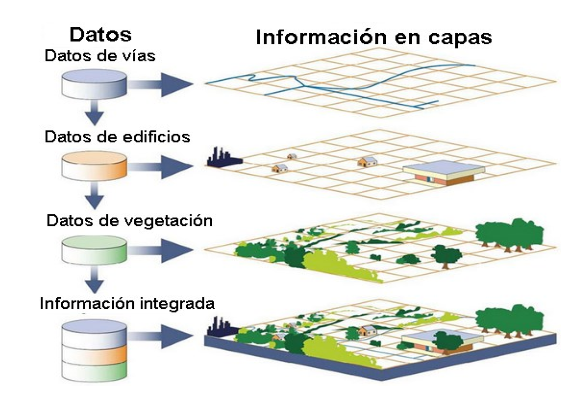 Datos
Información en capas
Datos de vías
Datos de edificios
Datos de vegetación
Información integrada